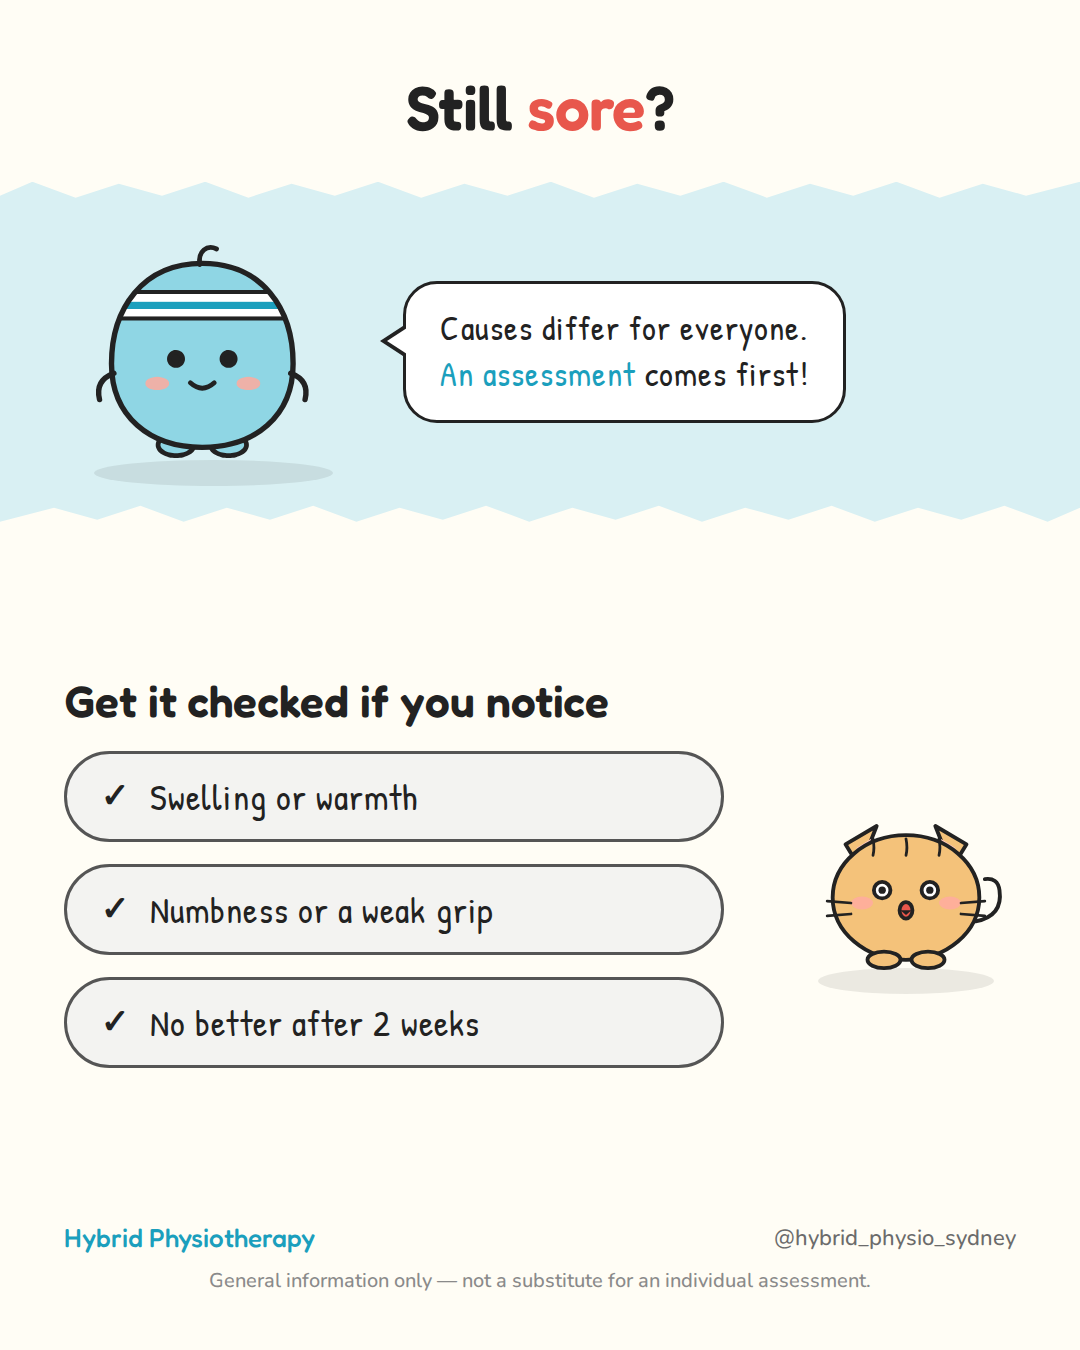 Still sore?
Causes differ for everyone.
An assessment comes first!
Get it checked if you notice
✓ Swelling or warmth
✓ Numbness or a weak grip
✓ No better after 2 weeks
Hybrid Physiotherapy
@hybrid_physio_sydney
General information only — not a substitute for an individual assessment.